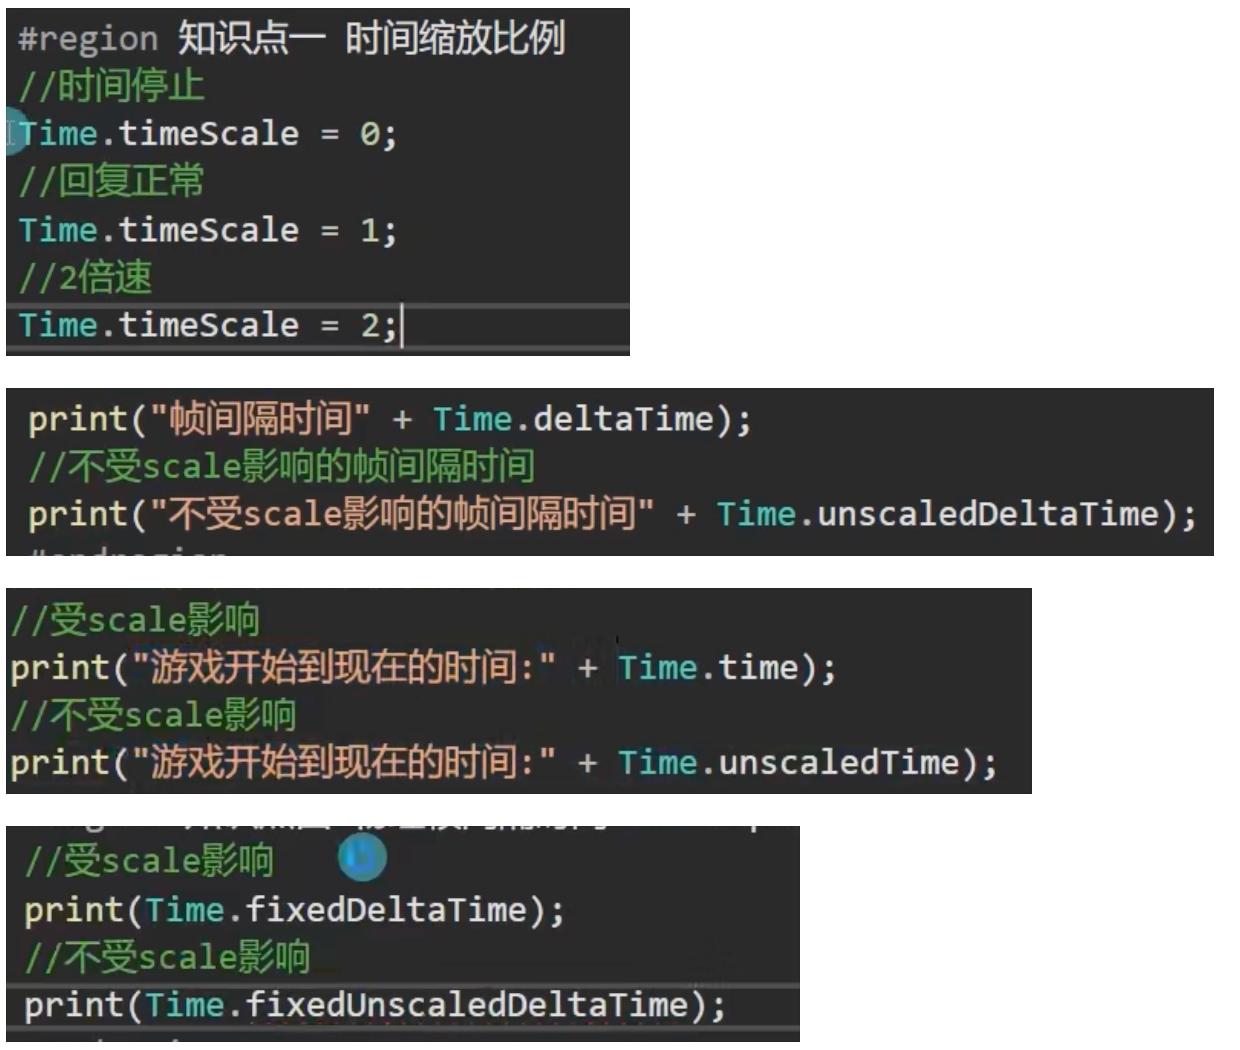 #region 知识点一 时间缩放比例
//时间停止
Time.timeScale = 0;
//回复正常
Time.timeScale = 1;
//2倍速
Time.timeScale = 2;
print("帧间隔时间" + Time.deltaTime);
//不受scale影响的帧间隔时间
print("不受scale影响的帧间隔时间" + Time.unscaledDeltaTime);
#endregion
//受scale影响
print("游戏开始到现在的时间:" + Time.time);
//不受scale影响
print("游戏开始到现在的时间:" + Time.unscaledTime);
//受scale影响
print(Time.fixedDeltaTime);
//不受scale影响
print(Time.fixedUnscaledDeltaTime);